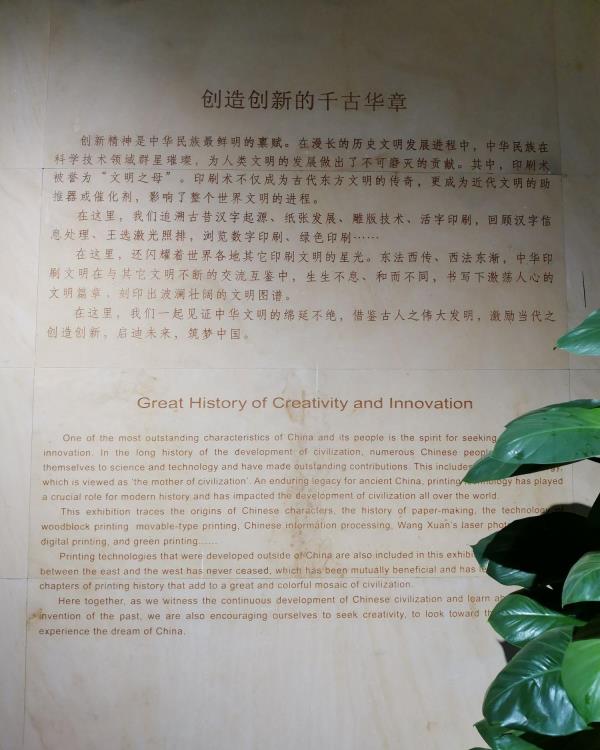 创造创新的千古华章
创新精神是中华民族最鲜明的禀赋。在漫长的历史文明发展进程中，中华民族在
科学技术领域群星璀璨，为人类文明的发展做出了不可磨灭的贡献。其中，印刷术
被誉为“文明之母”。印刷术不仅成为古代东方文明的传奇，更成为近代文明的助
推器或催化剂，影响了整个世界文明的进程。
在这里，我们追溯古昔汉字起源、纸张发展、雕版技术、活字印刷，回顾汉字信
息处理、王选激光照排，浏览数字印刷、绿色印刷……
在这里，还闪耀着世界各地其它印刷文明的星光。东法西传、西法东渐，中华印
刷文明在与其它文明不断的交流互鉴中，生生不息、和而不同，书写下激荡人心的
文明篇章、刻印出波澜壮阔的文明图谱。
在这里，我们一起见证中华文明的绵延不绝，借鉴古人之伟大发明，激励当代之
创造创新，启迪未来，筑梦中国。
Great History of Creativity and Innovation
One of the most outstanding characteristics of China and its people is the spirit for seeking
innovation. In the long history of the development of civilization, numerous Chinese people
themselves to science and technology and have made outstanding contributions. This includes
which is viewed as 'the mother of civilization'. An enduring legacy for ancient China, printing technology has played
a crucial role for modern history and has impacted the development of civilization all over the world.
This exhibition traces the origins of Chinese characters, the history of paper-making, the technology of
woodblock printing movable-type printing, Chinese information processing, Wang Xuan's laser
digital printing, and green printing......
Printing technologies that were developed outside of China are also included in this
between the east and the west has never ceased, which has been mutually beneficial and has
chapters of printing history that add to a great and colorful mosaic of civilization.
Here together, as we witness the continuous development of Chinese civilization and learn
invention of the past, we are also encouraging ourselves to seek creativity, to look toward
experience the dream of China.